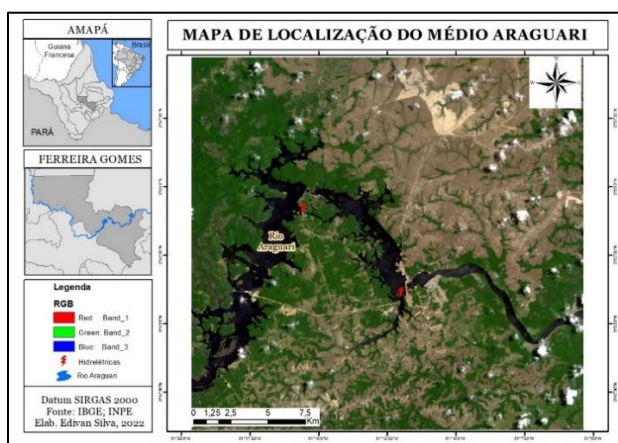 AMAPÁ
Guiana
Francesa
Brasil
PARÁ
FERREIRA GOMES
Legenda
RGB
Red: Band_1
Green: Band_2
Blue: Band_3
Hidrelétricas
Rio Araguari
Datum SIRGAS 2000
Fonte: IBGE; INPE
Elab. Edivan Silva, 2022
MAPA DE LOCALIZAÇÃO DO MÉDIO ARAGUARI
N
Rio
Araguari
0 1,25 2,5 5 7,5
Km